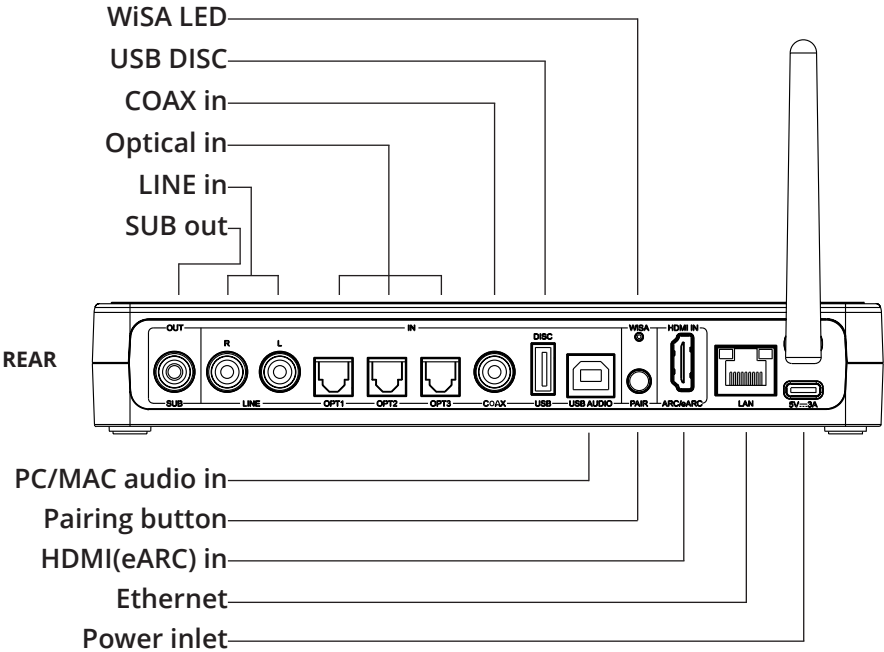 WiSA LED
USB DISC
COAX in
Optical in
LINE in
SUB out
REAR
OUT
IN
WISA
HDMI IN
R
L
DISC
SUB
LINE
OPT1
OPT2
OPT3
COAX
USB
USB AUDIO
PAIR
ARC/eARC
LAN
5V⎓3A
PC/MAC audio in
Pairing button
HDMI(eARC) in
Ethernet
Power inlet